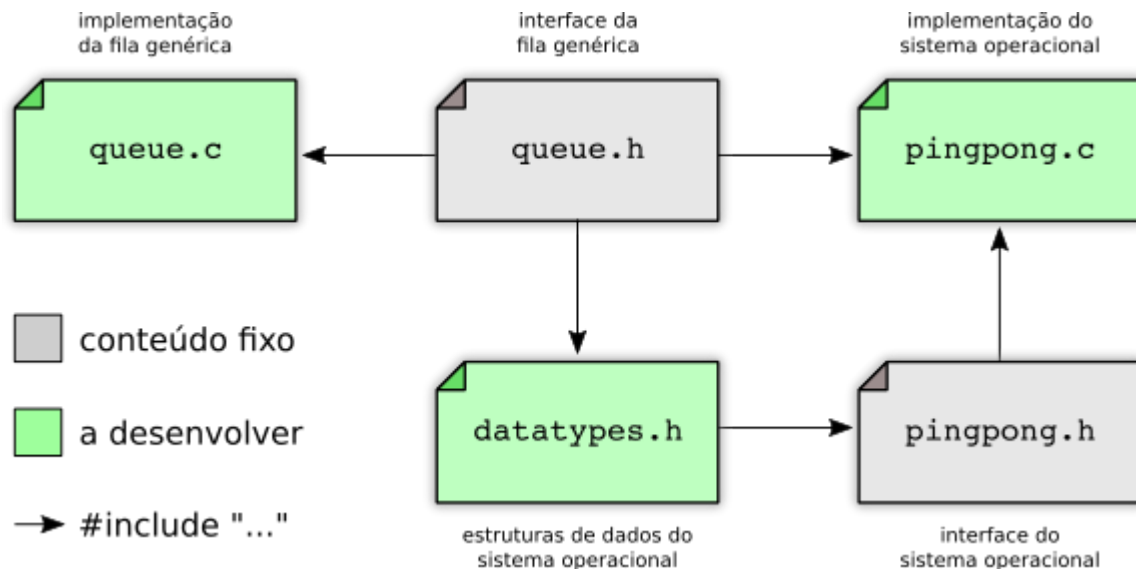 implementação
da fila genérica
interface da
fila genérica
implementação do
sistema operacional
queue.c
queue.h
pingpong.c
conteúdo fixo
a desenvolver
#include "..."
datatypes.h
pingpong.h
estruturas de dados do
sistema operacional
interface do
sistema operacional